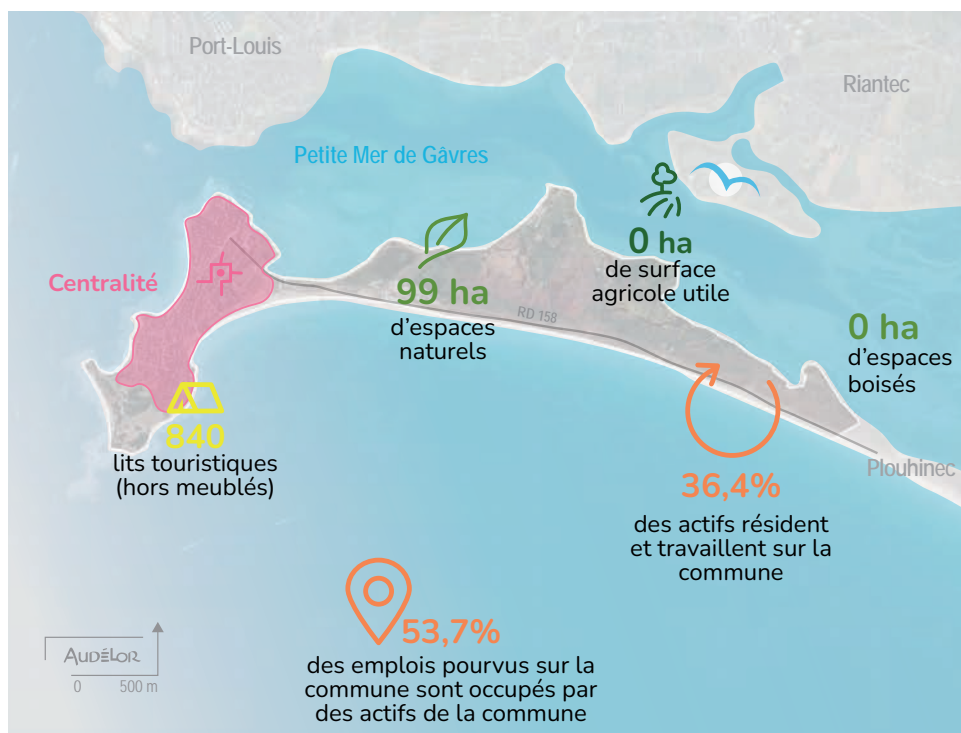 Port-Louis
Riantec
Petite Mer de Gâvres
Centralité
99 ha
d'espaces
naturels
0 ha
de surface
agricole utile
RD 158
0 ha
d'espaces
boisés
840
lits touristiques
(hors meublés)
Plouhinec
36,4%
des actifs résident
et travaillent sur la
commune
53,7%
des emplois pourvus sur la
commune sont occupés par
des actifs de la commune
AUDÉLOR
0 500 m